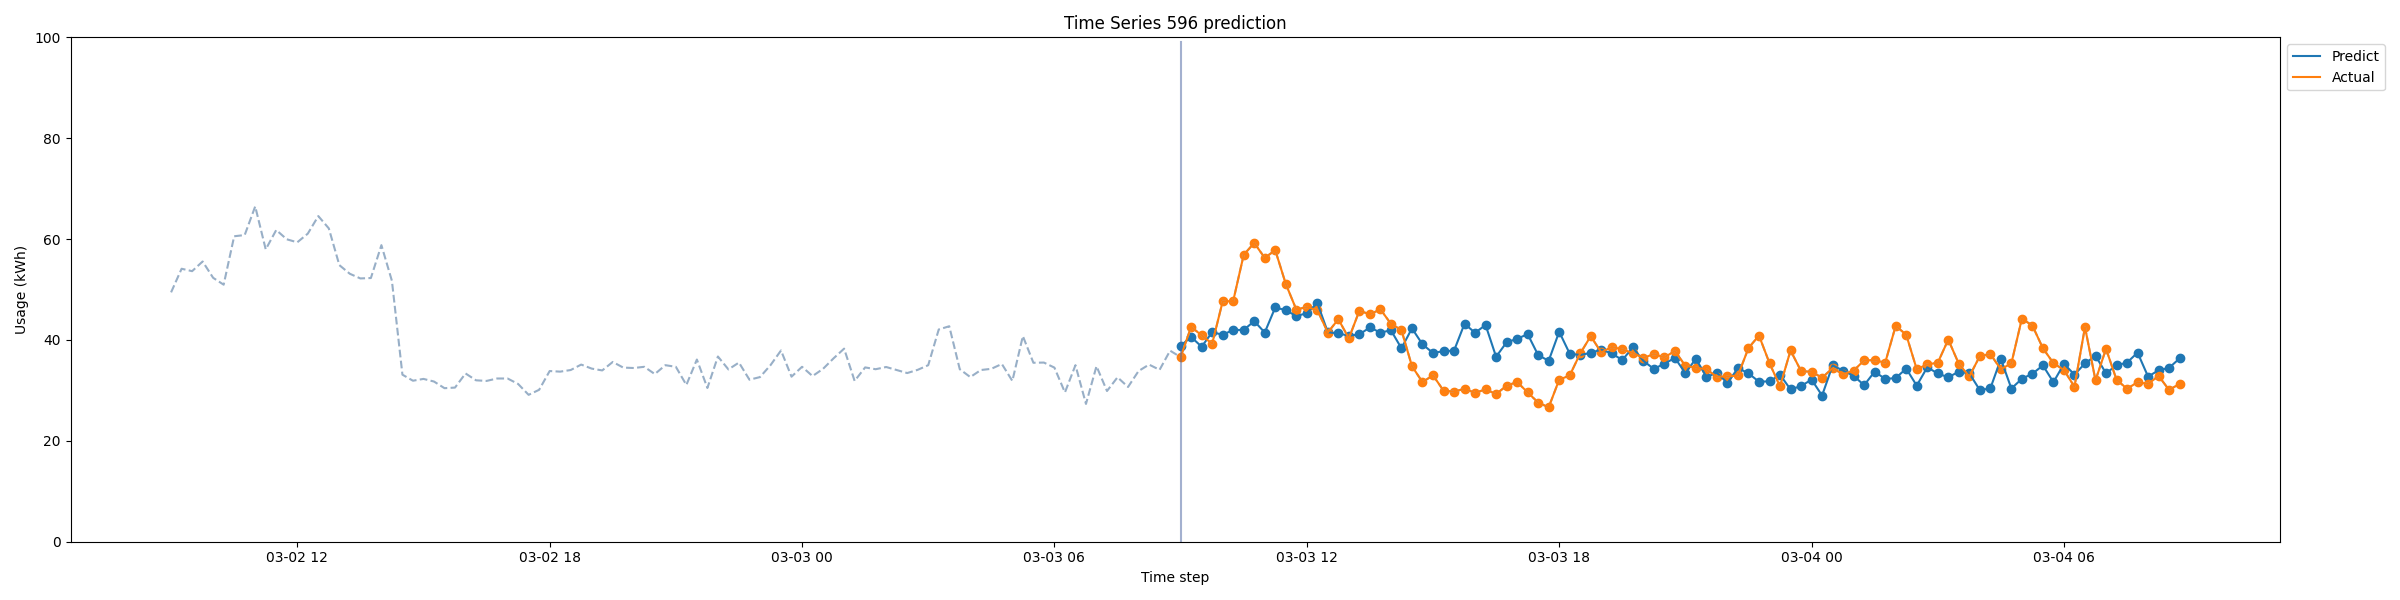 Time Series 596 prediction
100
80
60
40
20
0
Usage (kWh)
03-02 12
03-02 18
03-03 00
03-03 06
03-03 12
03-03 18
03-04 00
03-04 06
Time step
Predict
Actual